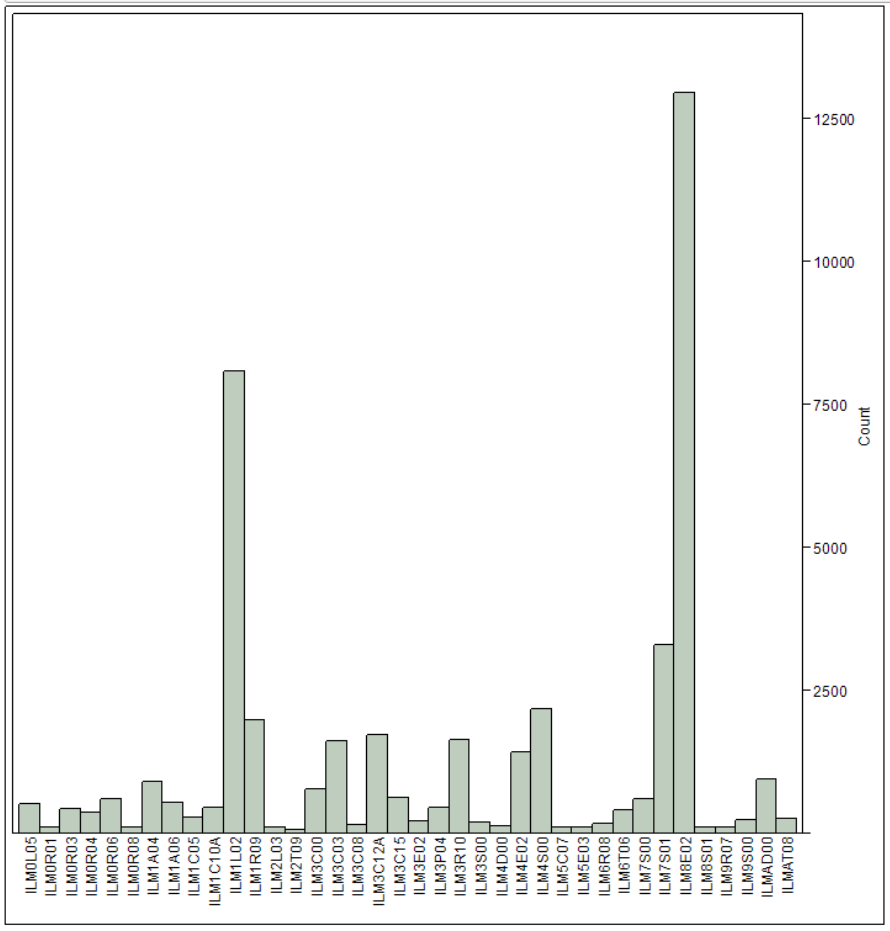 12500
10000
7500
5000
2500
Count
ILM0L05
ILM0R01
ILM0R03
ILM0R04
ILM0R06
ILM0R08
ILM1A04
ILM1A06
ILM1C05
ILM1C10A
ILM1L02
ILM1R09
ILM2L03
ILM2T09
ILM3C00
ILM3C03
ILM3C08
ILM3C12A
ILM3C15
ILM3E02
ILM3P04
ILM3R10
ILM3S00
ILM4D00
ILM4E02
ILM4S00
ILM5C07
ILM5E03
ILM6R08
ILM6T06
ILM7S00
ILM7S01
ILM8E02
ILM8S01
ILM9R07
ILM9S00
ILMAD00
ILMAT08